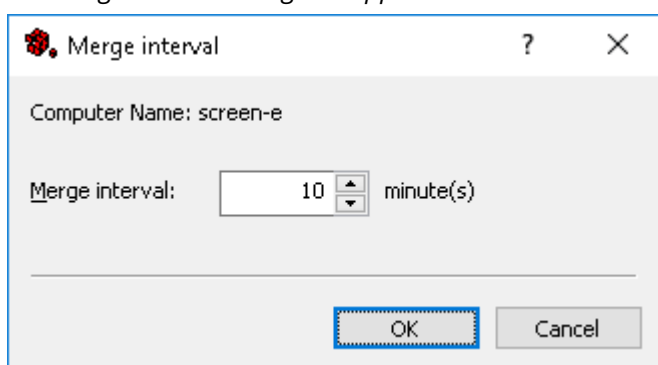 Merge interval ?
Computer Name: screen-e
Merge interval: 10 minute(s)
OK Cancel